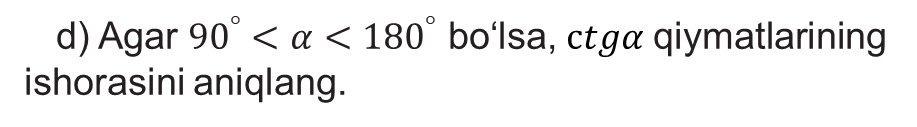 d) Agar 90° < α < 180° bo‘lsa, ctgα qiymatlarining
ishorasini aniqlang.